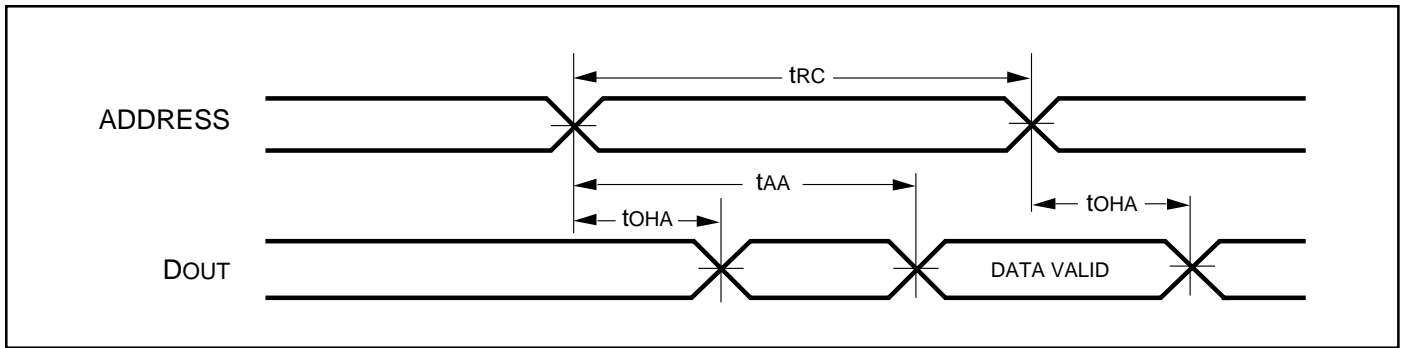 tRC
ADDRESS
tAA
tOHA
tOHA
DOUT
DATA VALID